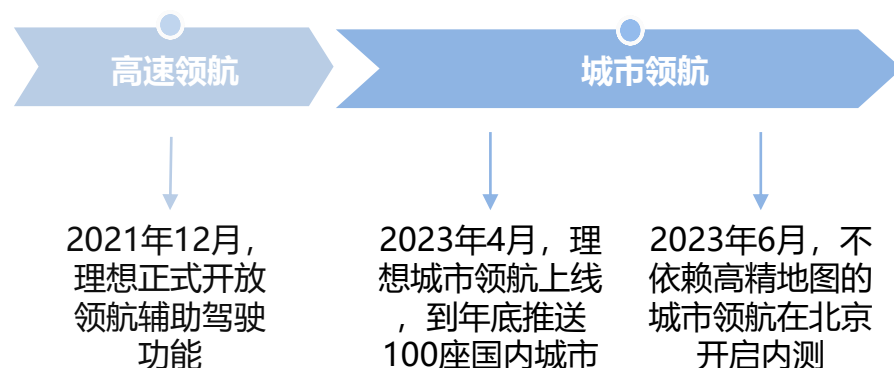 高速领航
城市领航
2021年12月，
理想正式开放
领航辅助驾驶
功能
2023年4月，理
想城市领航上线
，到年底推送
100座国内城市
2023年6月，不
依赖高精地图的
城市领航在北京
开启内测